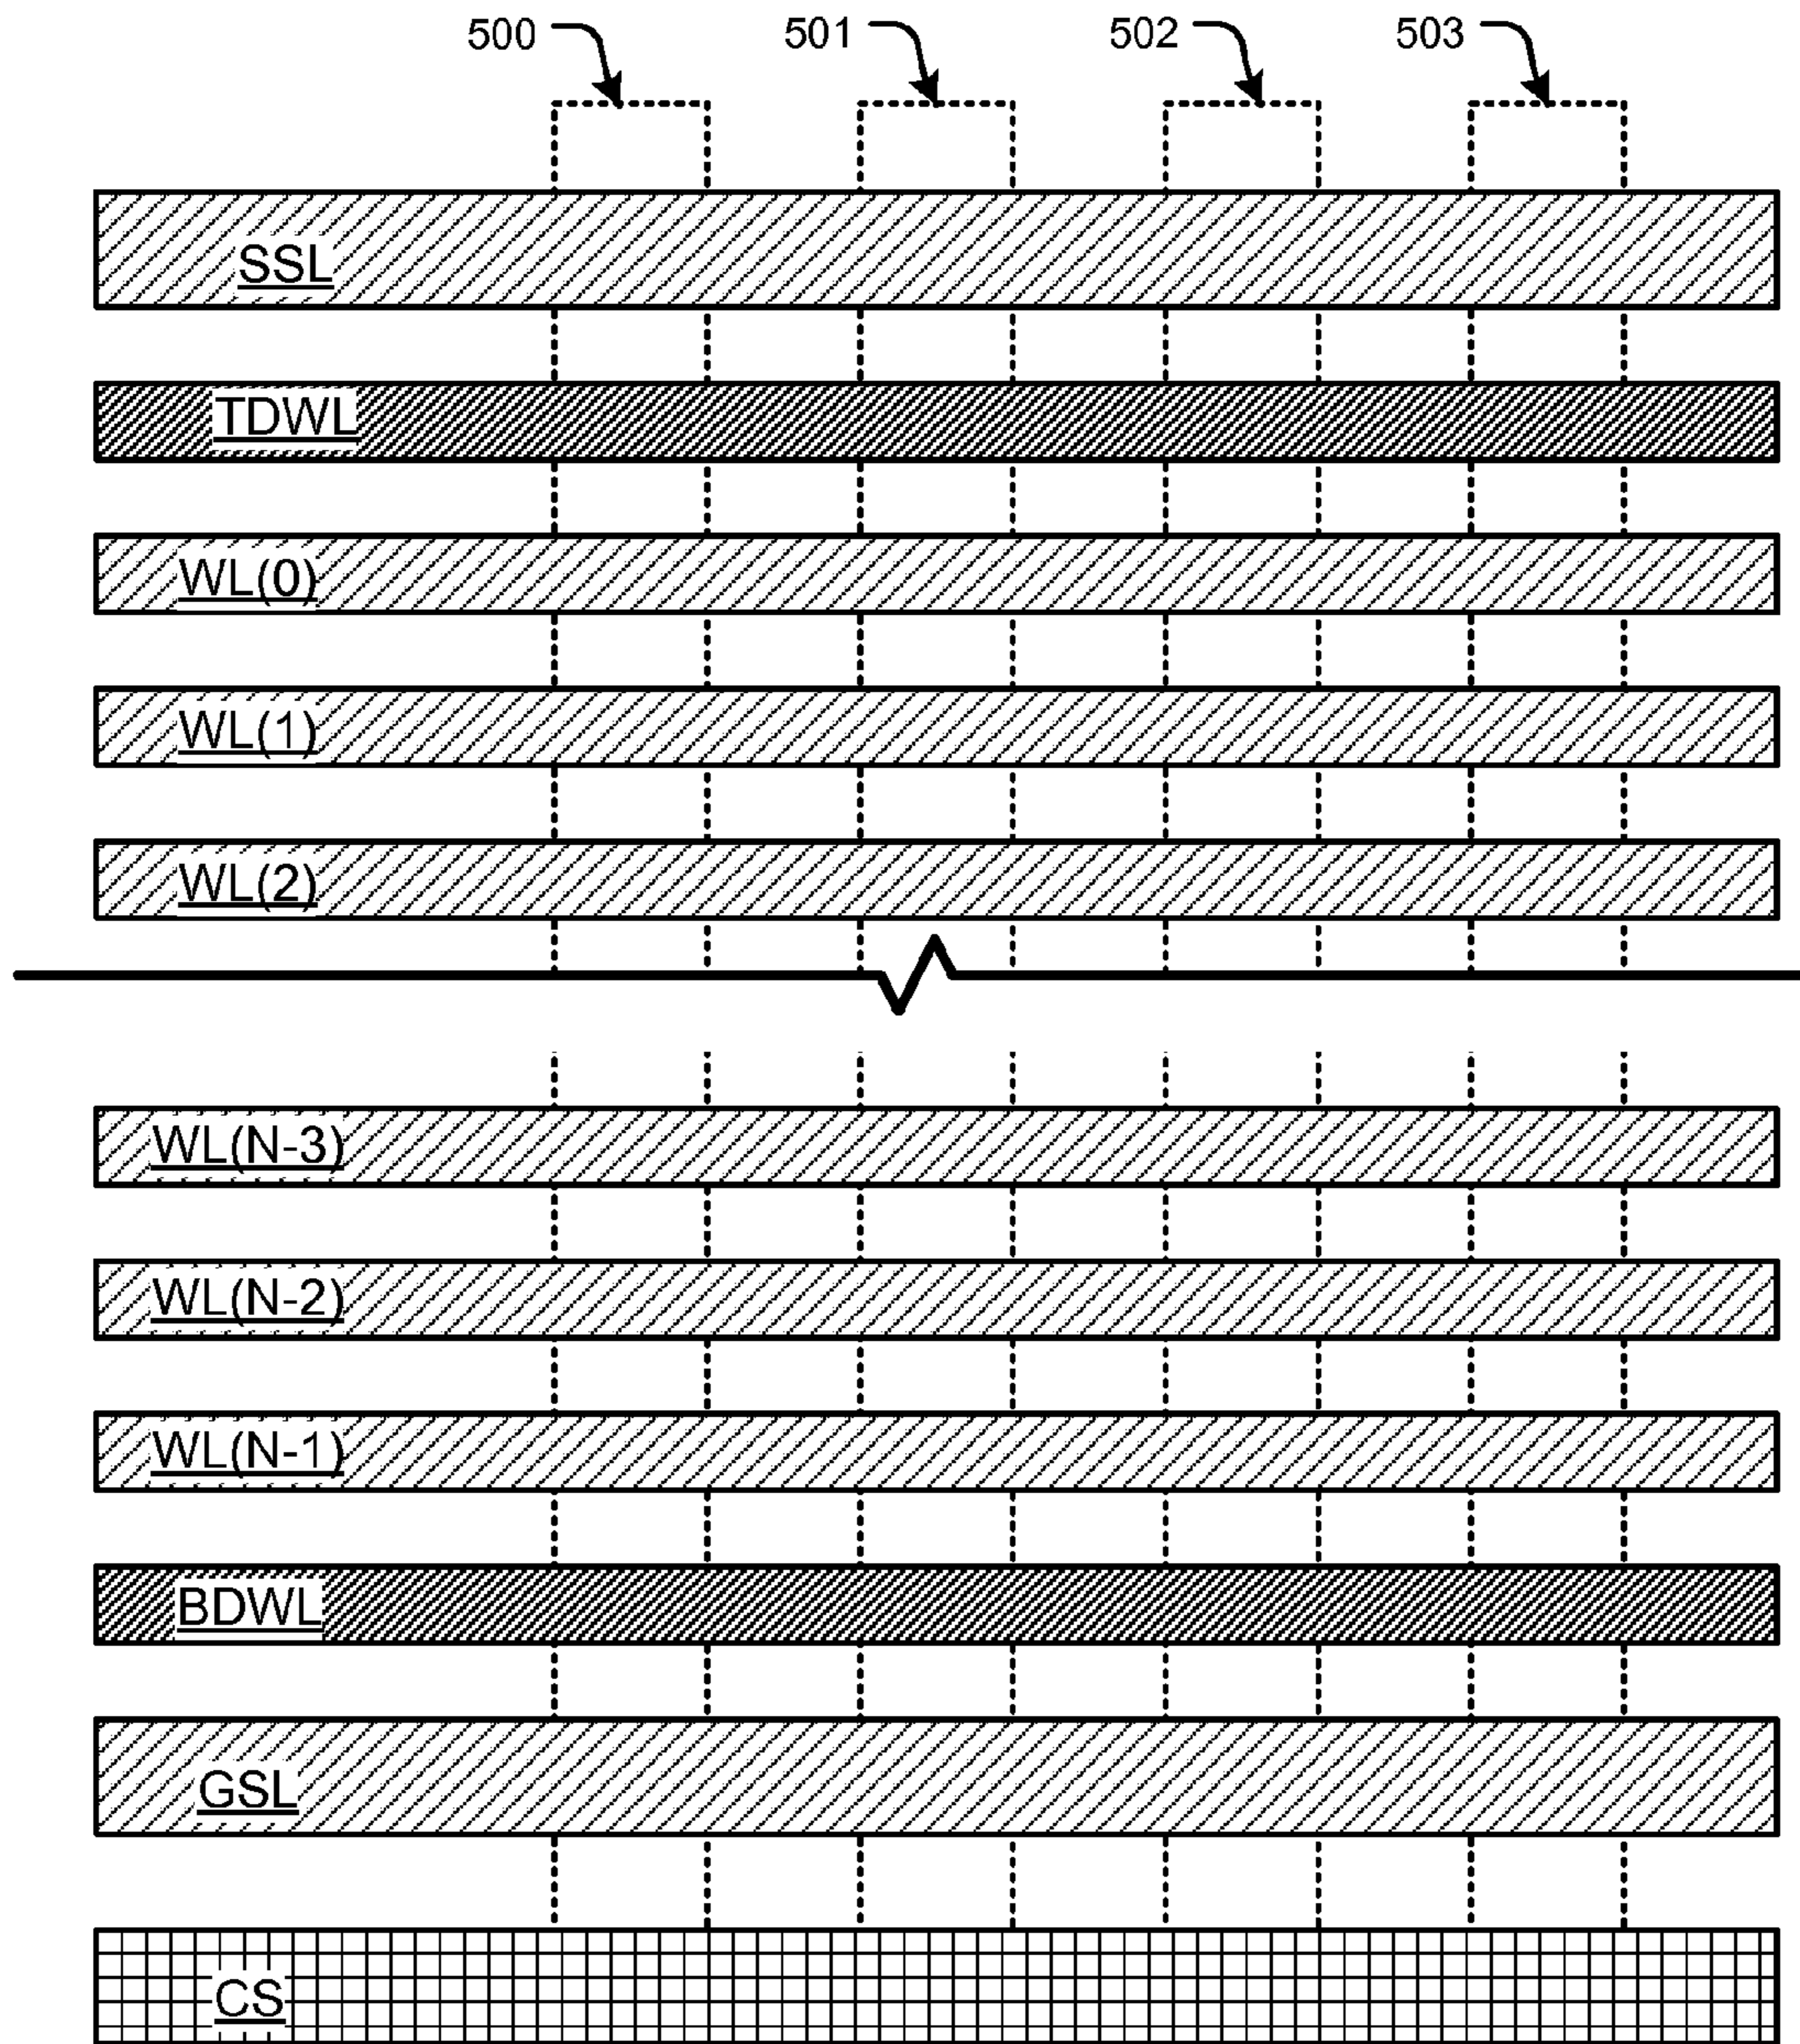 500 501 502 503
SSL
TDWL
WL(0)
WL(1)
WL(2)
WL(N-3)
WL(N-2)
WL(N-1)
BDWL
GSL
CS